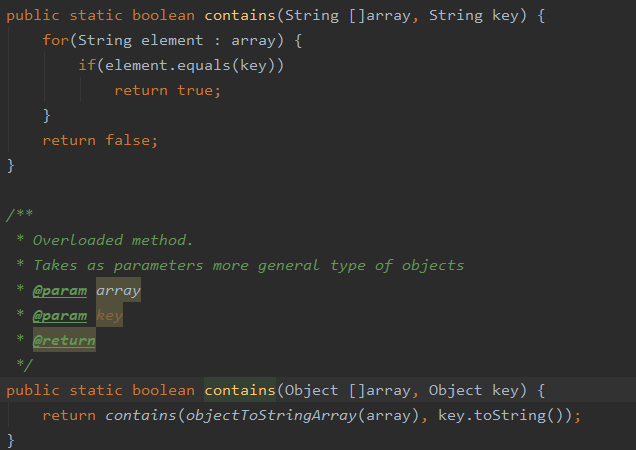 public static boolean contains(String []array, String key) {
    for(String element : array) {
        if(element.equals(key))
            return true;
    }
    return false;
}
/**
 * Overloaded method.
 * Takes as parameters more general type of objects
 * @param array
 * @param key
 * @return
 */
public static boolean contains(Object []array, Object key) {
    return contains(objectToStringArray(array), key.toString());
}